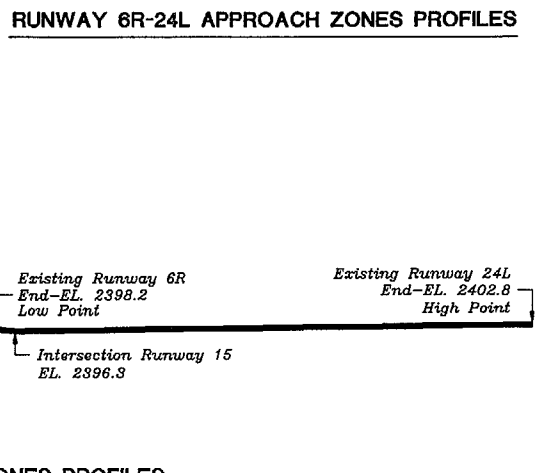 RUNWAY 6R-24L APPROACH ZONES PROFILES
Existing Runway 6R
End-EL. 2398.2
Low Point
Existing Runway 24L
End-EL. 2402.8
High Point
Intersection Runway 15
EL. 2396.3
PROFILES